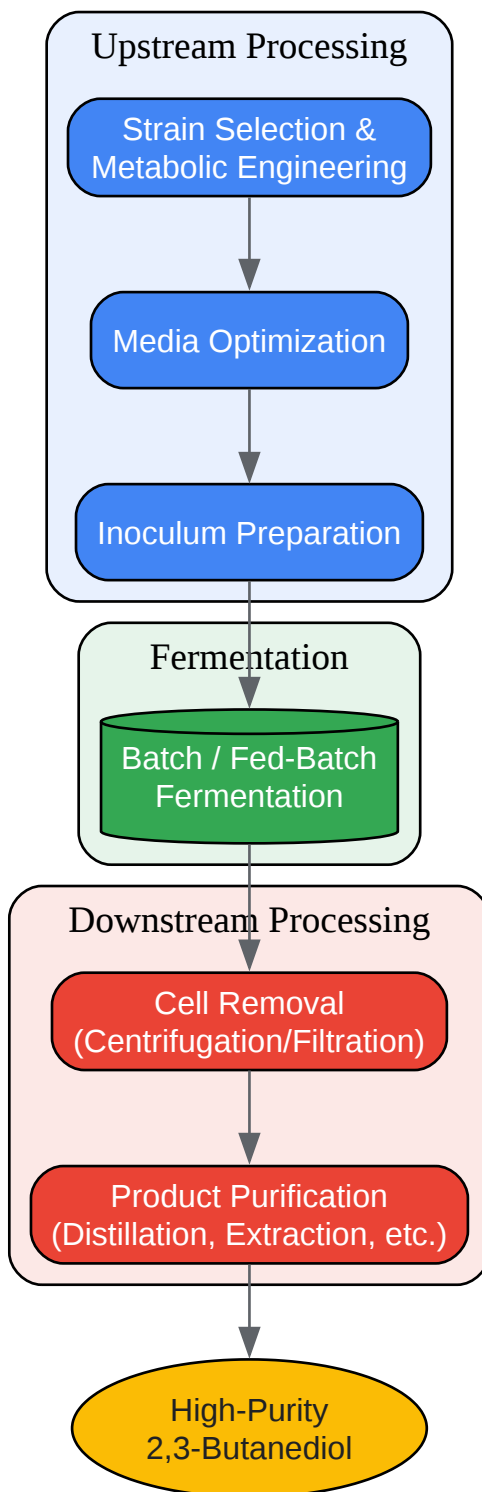 Upstream Processing
Strain Selection &
Metabolic Engineering
Media Optimization
Inoculum Preparation
Fermentation
Batch / Fed-Batch
Fermentation
Downstream Processing
Cell Removal
(Centrifugation/Filtration)
Product Purification
(Distillation, Extraction, etc.)
High-Purity
2,3-Butanediol